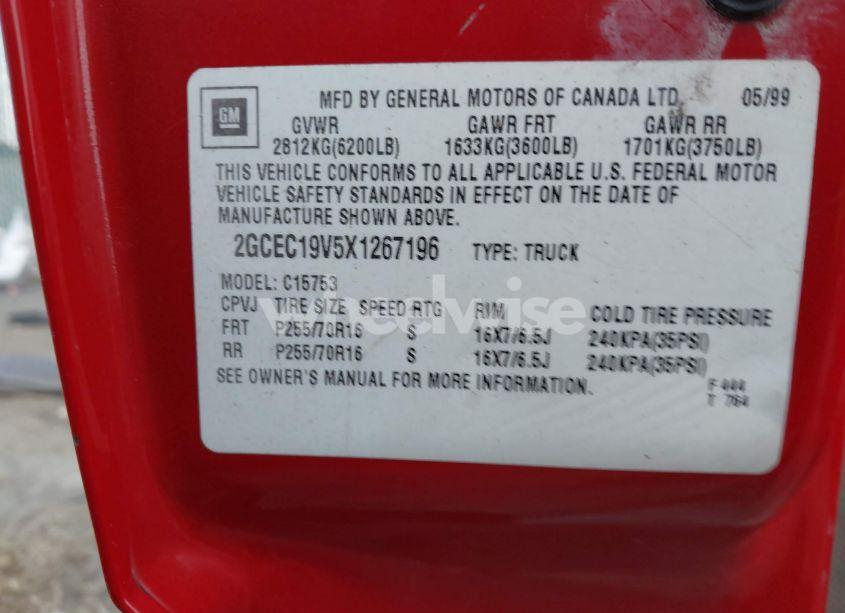 GM
MFD BY GENERAL MOTORS OF CANADA LTD 05/99
GVWR GAWR FRT GAWR RR
2812KG(6200LB) 1633KG(3600LB) 1701KG(3750LB)
THIS VEHICLE CONFORMS TO ALL APPLICABLE U.S. FEDERAL MOTOR
VEHICLE SAFETY STANDARDS IN EFFECT ON THE DATE OF
MANUFACTURE SHOWN ABOVE.
2GCEC19V5X1267196 TYPE: TRUCK
MODEL: C15753
CPVJ TIRE SIZE SPEED RTG RIM COLD TIRE PRESSURE
FRT P255/70R16 S 16X7/6.5J 240KPA(35PSI)
RR P255/70R16 S 16X7/6.5J 240KPA(35PSI)
SEE OWNER'S MANUAL FOR MORE INFORMATION.
F 444
T 764